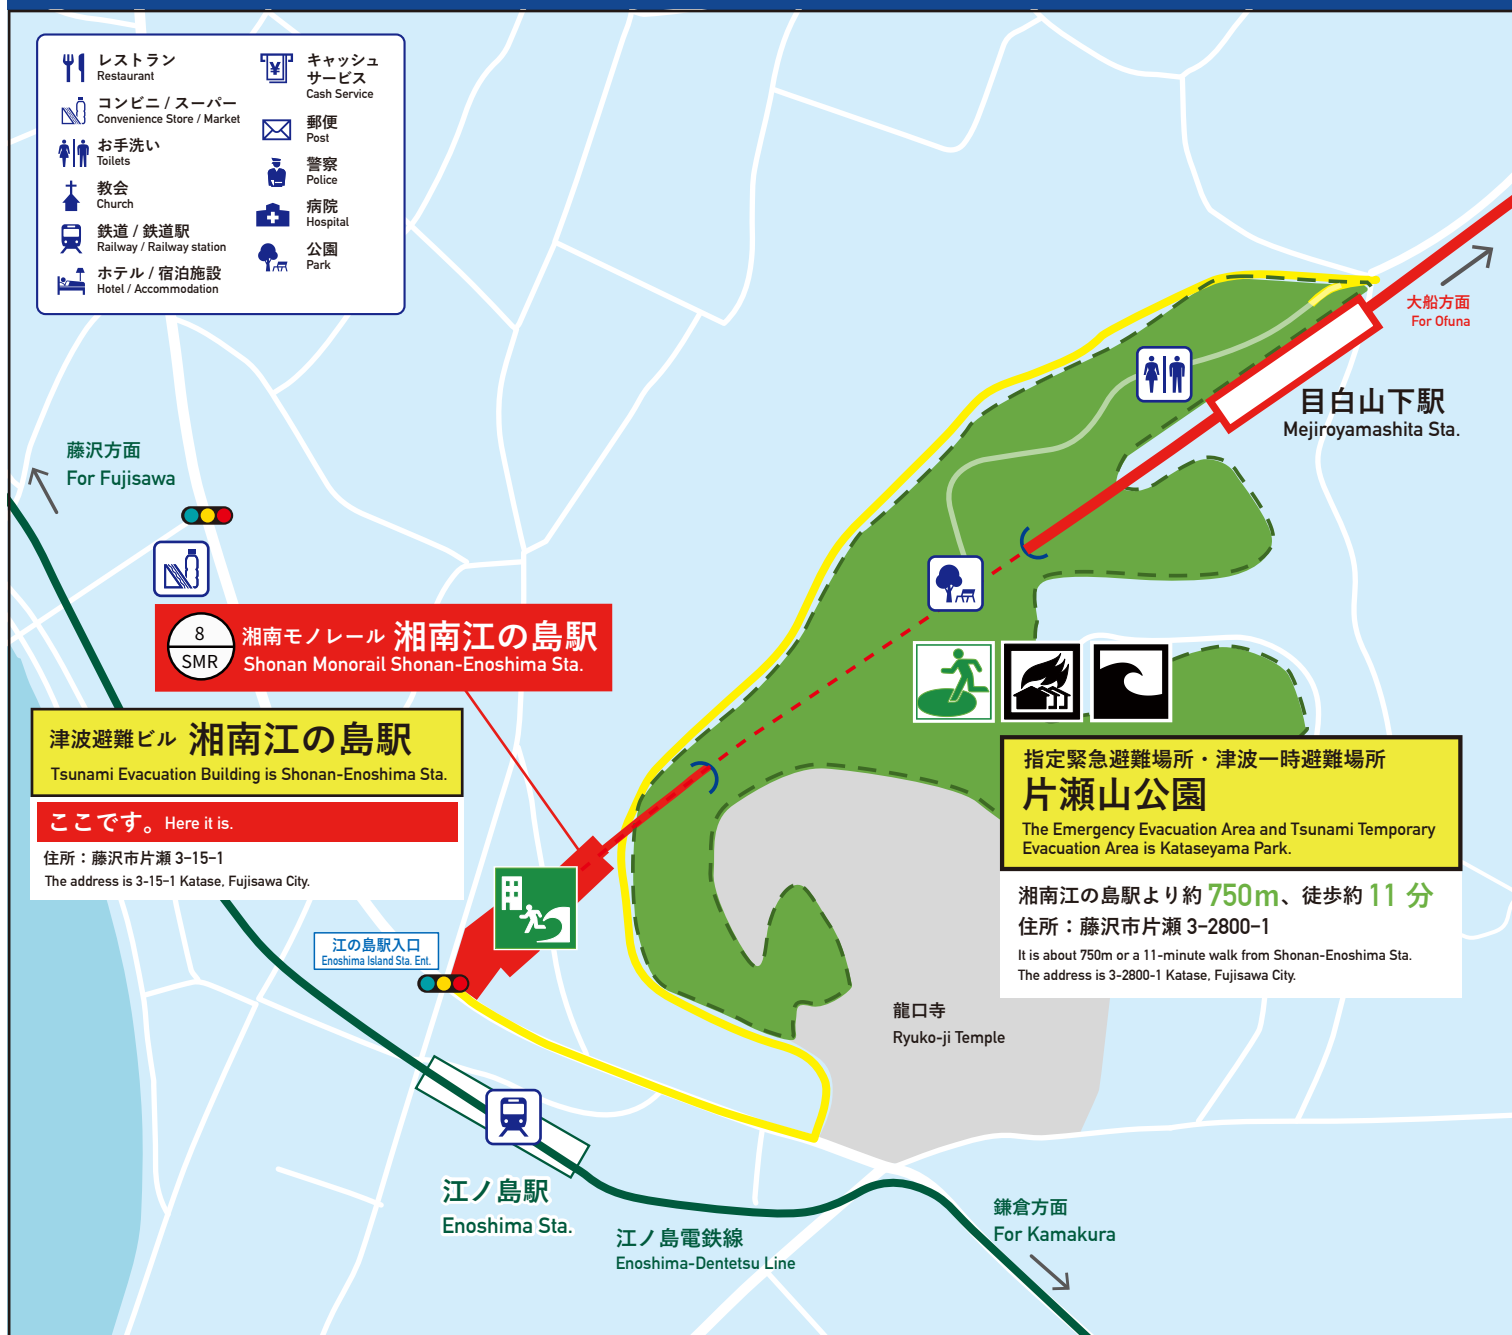 レストラン
Restaurant
コンビニ / スーパー
Convenience Store / Market
お手洗い
Toilets
教会
Church
鉄道 / 鉄道駅
Railway / Railway station
ホテル / 宿泊施設
Hotel / Accommodation
¥
キャッシュ
サービス
Cash Service
郵便
Post
警察
Police
病院
Hospital
公園
Park
大船方面
For Ofuna
目白山下駅
Mejiroyamashita Sta.
藤沢方面
For Fujisawa
8
SMR
湘南モノレール 湘南江の島駅
Shonan Monorail Shonan-Enoshima Sta.
津波避難ビル 湘南江の島駅
Tsunami Evacuation Building is Shonan-Enoshima Sta.
ここです。Here it is.
住所：藤沢市片瀬 3-15-1
The address is 3-15-1 Katase, Fujisawa City.
指定緊急避難場所・津波一時避難場所
片瀬山公園
The Emergency Evacuation Area and Tsunami Temporary
Evacuation Area is Kataseyama Park.
湘南江の島駅より約 750m、徒歩約 11 分
住所：藤沢市片瀬 3-2800-1
It is about 750m or a 11-minute walk from Shonan-Enoshima Sta.
The address is 3-2800-1 Katase, Fujisawa City.
江の島駅入口
Enoshima Island Sta. Ent.
龍口寺
Ryuko-ji Temple
江ノ島駅
Enoshima Sta.
江ノ島電鉄線
Enoshima-Dentetsu Line
鎌倉方面
For Kamakura